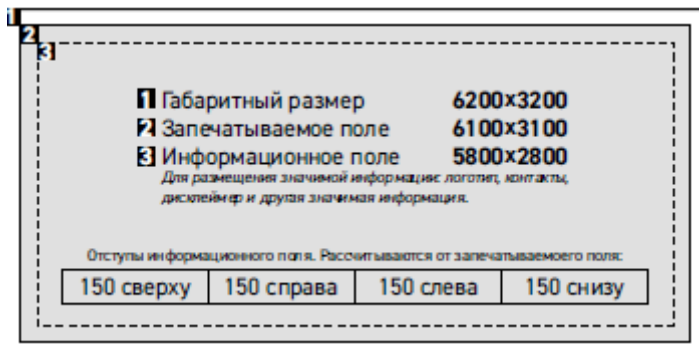 1
2
3
1 Габаритный размер 6200x3200
2 Запечатываемое поле 6100x3100
3 Информационное поле 5800x2800
Для размещения значимой информации: логотип, контакты,
дисклеймер и другая значимая информация.
Отступы информационного поля. Рассчитываются от запечатываемоего поля:
150 сверху 150 справа 150 слева 150 снизу